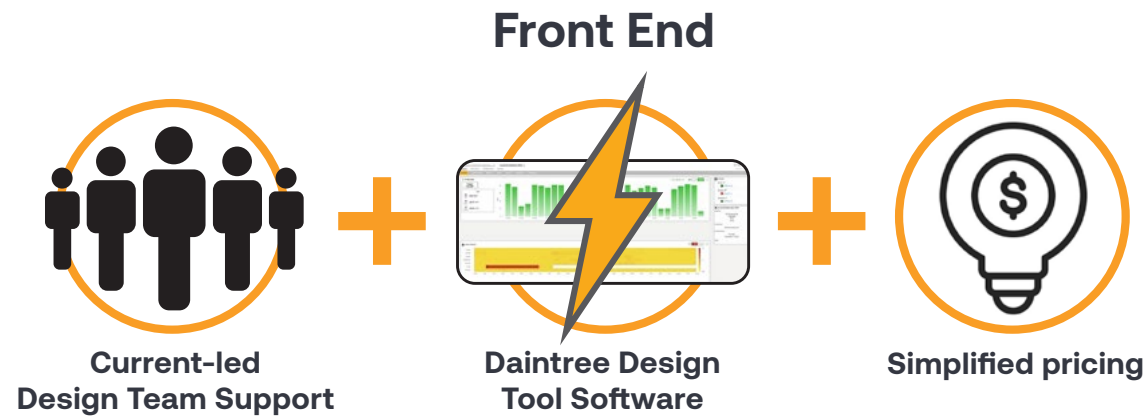 Front End
$
Current-led
Design Team Support
Daintree Design
Tool Software
Simplified pricing